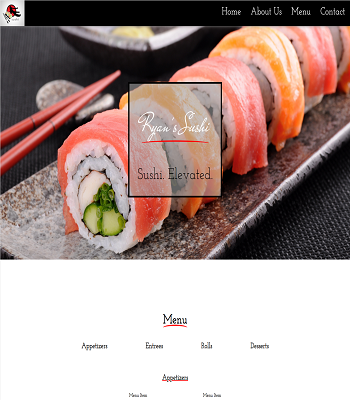 Home About Us Menu Contact
Ryan's Sushi
Sushi. Elevated.
Menu
Appetizers Entrees Rolls Desserts
Appetizers
Menu Item Menu Item